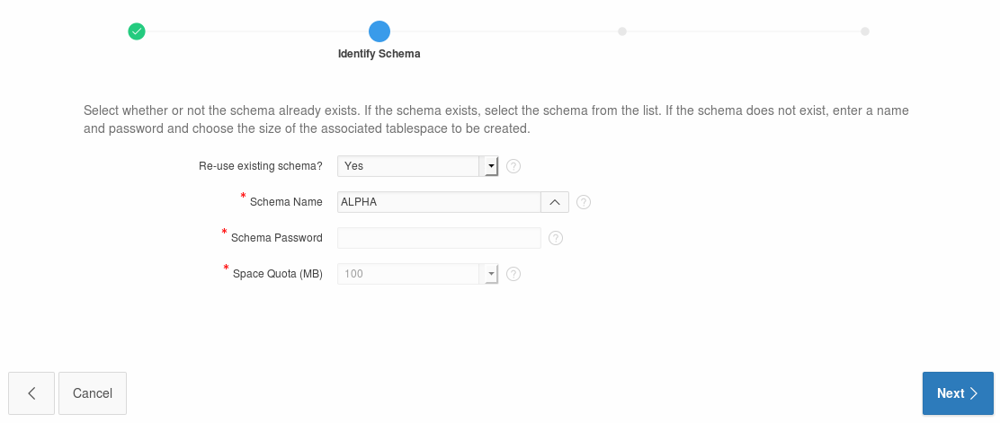 Identify Schema
Select whether or not the schema already exists. If the schema exists, select the schema from the list. If the schema does not exist, enter a name
and password and choose the size of the associated tablespace to be created.
Re-use existing schema? Yes ?
* Schema Name ALPHA ?
* Schema Password ?
* Space Quota (MB) 100 ?
Cancel Next